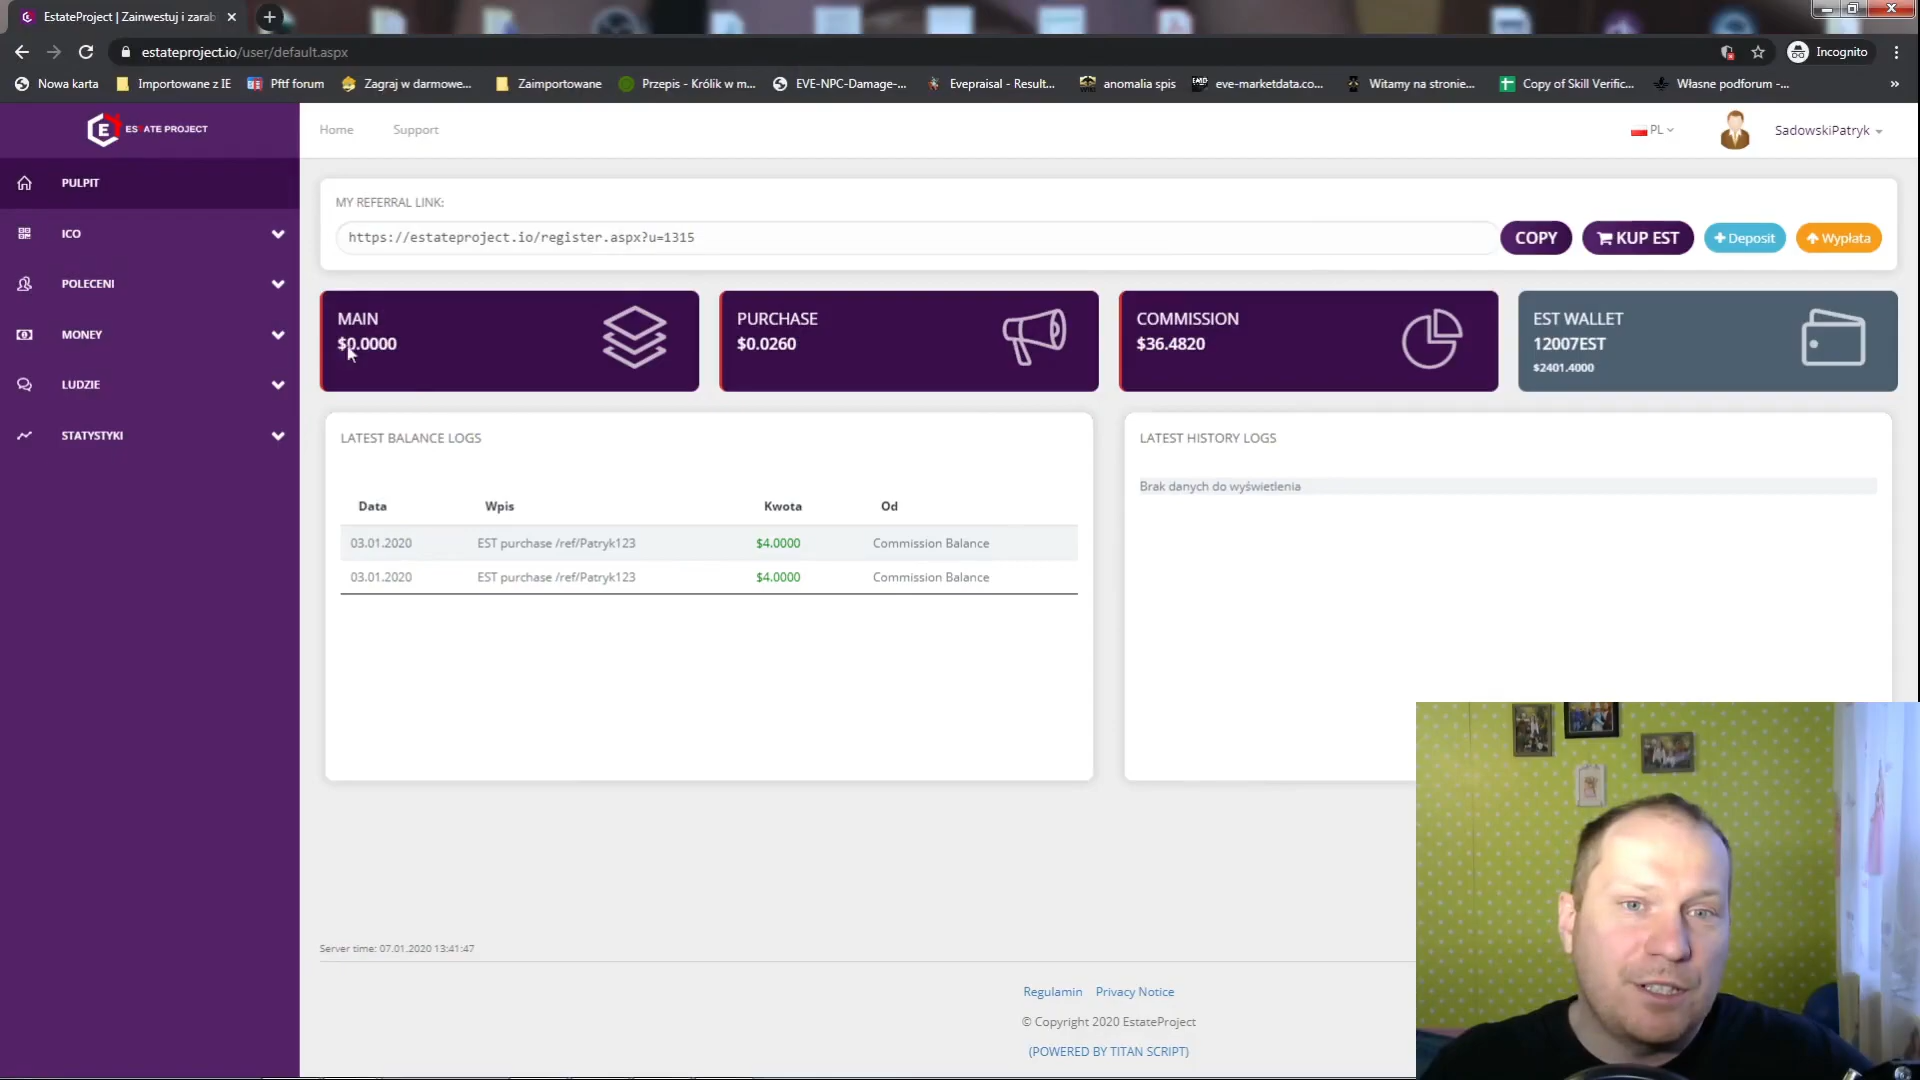 EstateProject | Zainwestuj i zarab
estateproject.io/user/default.aspx
Incognito
Nowa karta
Importowane z IE
Pftf forum
Zagraj w darmowe...
Zaimportowane
Przepis - Królik w m...
EVE-NPC-Damage-...
Evepraisal - Result...
anomalia spis
eve-marketdata.co...
Witamy na stronie...
Copy of Skill Verific...
Własne podforum -...
ESTATE PROJECT
Home
Support
PL
SadowskiPatryk
PULPIT
ICO
POLECENI
MONEY
LUDZIE
STATYSTYKI
MY REFERRAL LINK:
https://estateproject.io/register.aspx?u=1315
COPY
KUP EST
Deposit
Wypłata
MAIN
$0.0000
PURCHASE
$0.0260
COMMISSION
$36.4820
EST WALLET
12007EST
$2401.4000
LATEST BALANCE LOGS
Data Wpis Kwota Od
03.01.2020 EST purchase /ref/Patryk123 $4.0000 Commission Balance
03.01.2020 EST purchase /ref/Patryk123 $4.0000 Commission Balance
LATEST HISTORY LOGS
Brak danych do wyświetlenia
Server time: 07.01.2020 13:41:47
Regulamin Privacy Notice
© Copyright 2020 EstateProject
(POWERED BY TITAN SCRIPT)